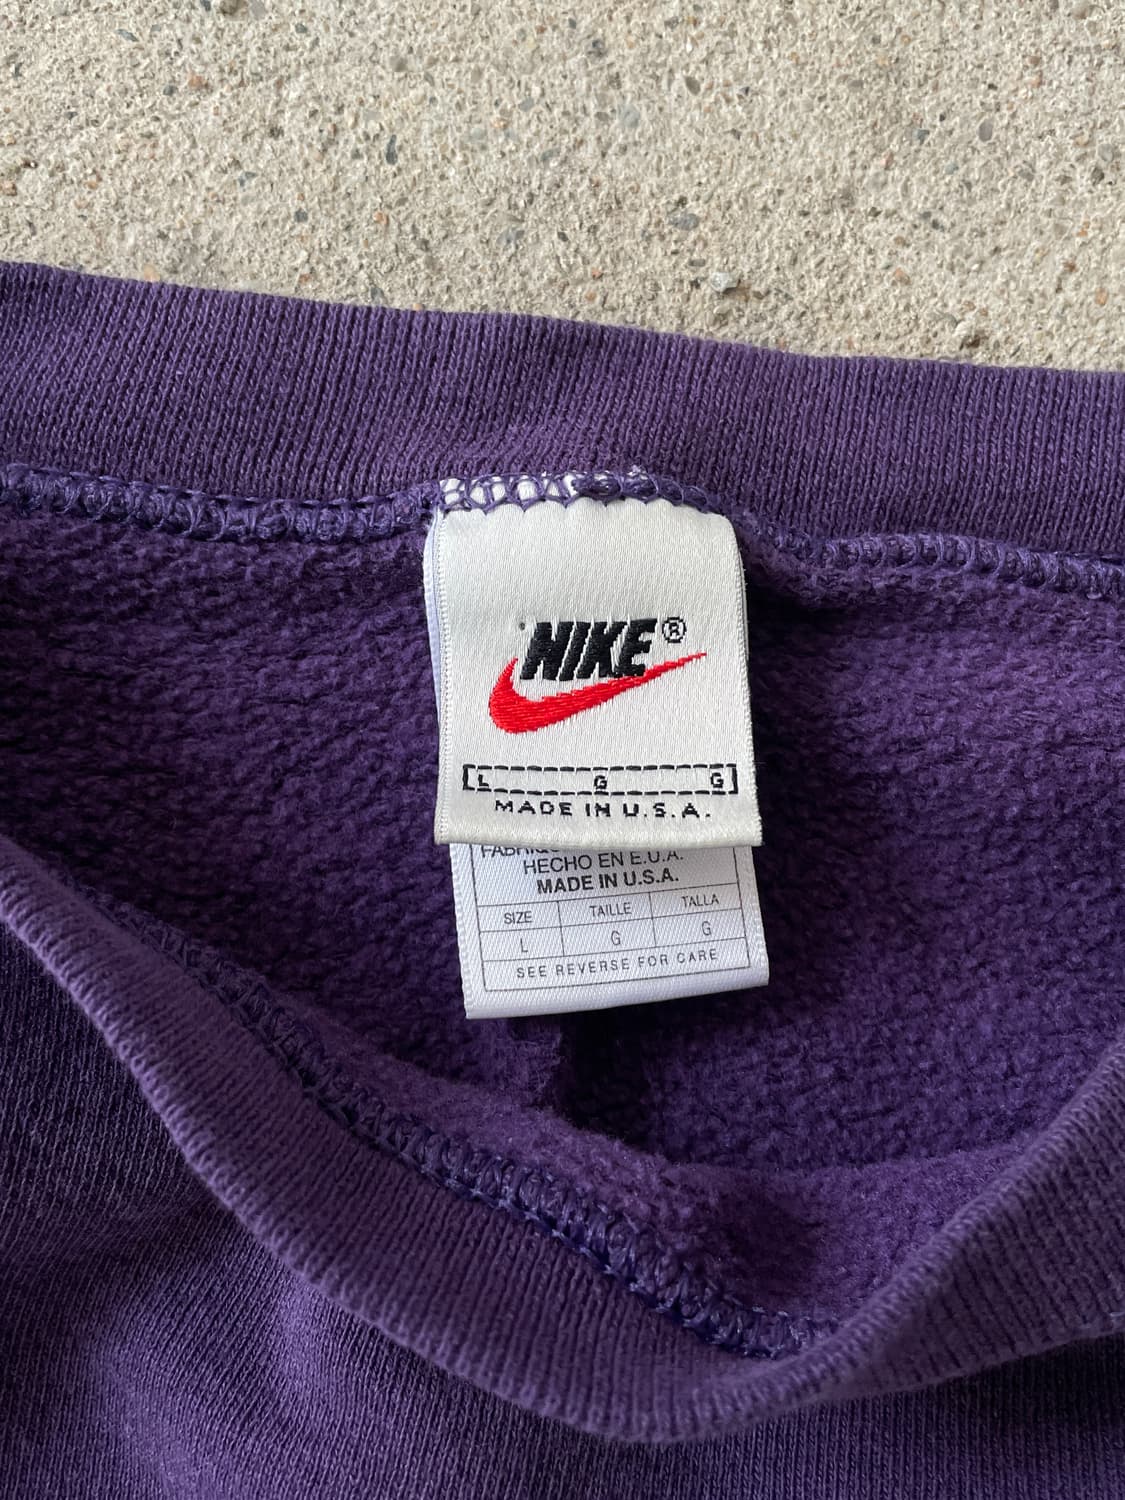 NIKE®
L G G
MADE IN U.S.A.
HECHO EN E.U.A.
MADE IN U.S.A.
SIZE TAILLE TALLA
L G G
SEE REVERSE FOR CARE